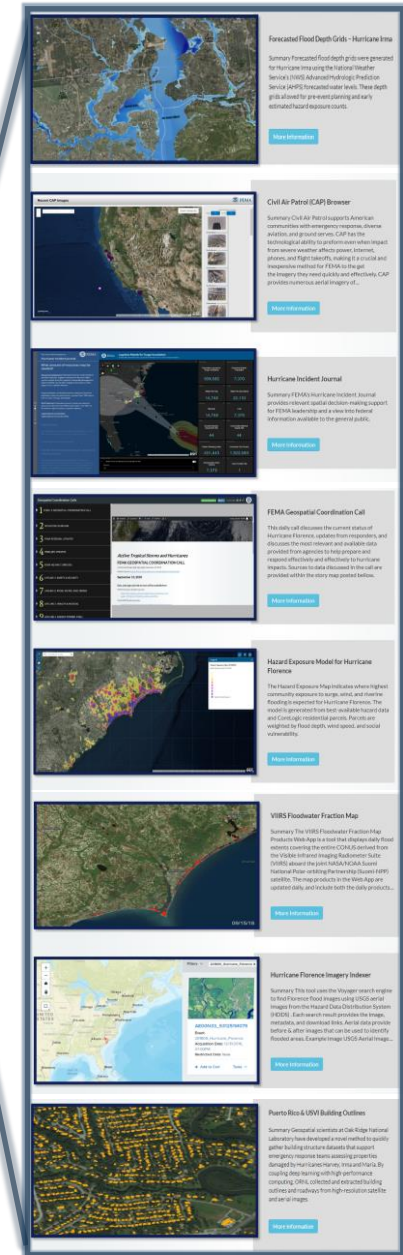 Forecasted Flood Depth Grids – Hurricane Irma
Summary Forecasted flood depth grids were generated
for Hurricane Irma using the National Weather
Service's (NWS) Advanced Hydrologic Prediction
Service (AHPS) forecasted water levels. These depth
grids allowed for pre-event planning and early
estimated hazard exposure counts.
More Information
Recent CAP Images
FEMA
Civil Air Patrol (CAP) Browser
Summary Civil Air Patrol supports American
communities with emergency response, diverse
aviation, and ground serves. CAP has the
technological ability to preform even when impact
from severe weather affects power, internet,
phones, and flight takeoffs, making it a crucial and
inexpensive method for FEMA to the get
the imagery they need quickly and effectively. CAP
provides numerous aerial imagery of...
More Information
Hurricane Incident Journal
Summary FEMA's Hurricane Incident Journal
provides relevant spatial decision-making support
for FEMA leadership and a view into federal
information available to the general public.
More Information
Active Tropical Storms and Hurricanes
FEMA GEOSPATIAL COORDINATION CALL
FEMA Geospatial Coordination Call
This daily call discusses the current status of
Hurricane Florence, updates from responders, and
discusses the most relevant and available data
provided from agencies to help prepare and
respond effectively and effectively to hurricane
impacts. Sources to data discussed in the call are
provided within the story map posted bellow.
More Information
Hazard Exposure Model for Hurricane
Florence
The Hazard Exposure Map indicates where highest
community exposure to surge, wind, and riverine
flooding is expected for Hurricane Florence. The
model is generated from best-available hazard data
and CoreLogic residential parcels. Parcels are
weighted by flood depth, wind speed, and social
vulnerability.
More Information
VIIRS Floodwater Fraction Map
Summary The VIIRS Floodwater Fraction Map
Products Web App is a tool that displays daily flood
extents covering the entire CONUS derived from
the Visible Infrared Imaging Radiometer Suite
(VIIRS) aboard the joint NASA/NOAA Suomi
National Polar-orbiting Partnership (Suomi-NPP)
satellite. The map products in the Web App are
updated daily, and include both the daily products...
More Information
Hurricane Florence Imagery Indexer
Summary This tool uses the Voyager search engine
to find Florence flood images using USGS aerial
images from the Hazard Data Distribution System
(HDDS). Each search result provides the image,
metadata, and download links. Aerial data provide
before & after images that can be used to identify
flooded areas. Example Image USGS Aerial Image...
More Information
Puerto Rico & USVI Building Outlines
Summary Geospatial scientists at Oak Ridge National
Laboratory have developed a novel method to quickly
gather building structure datasets that support
emergency response teams assessing properties
damaged by Hurricanes Harvey, Irma and Maria. By
coupling deep learning with high-performance
computing, ORNL collected and extracted building
outlines and roadways from high-resolution satellite
and aerial images.
More Information